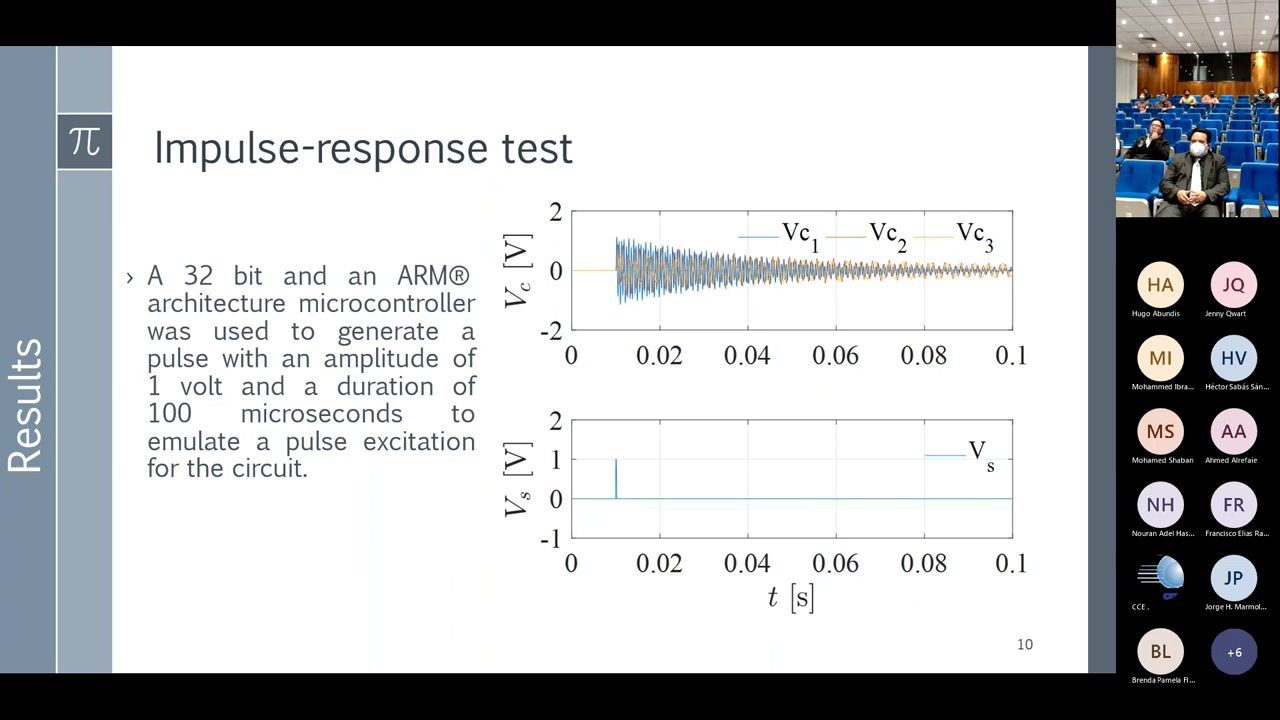 Results
π
Impulse-response test
› A 32 bit and an ARM®
architecture microcontroller
was used to generate a
pulse with an amplitude of
1 volt and a duration of
100 microseconds to
emulate a pulse excitation
for the circuit.
2
0
-2
Vc [V]
Vc1 Vc2 Vc3
0 0.02 0.04 0.06 0.08 0.1
2
1
0
-1
Vs [V]
Vs
0 0.02 0.04 0.06 0.08 0.1
t [s]
10
HA
Hugo Abundis
JQ
Jenny Qwart
MI
Mohammed Ibra...
HV
Héctor Sabás Sán...
MS
Mohamed Shaban
AA
Ahmed Alrefaie
NH
Nouran Adel Has...
FR
Francisco Elias Ra...
CCE .
JP
Jorge H. Marmol...
BL
Brenda Pamela Fl...
+6